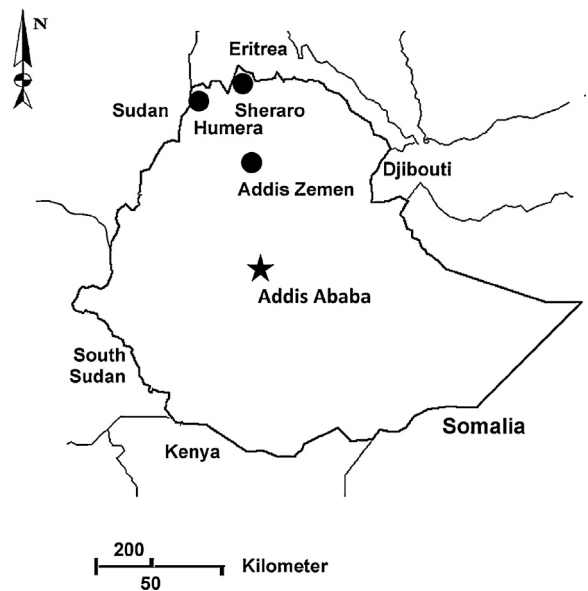 N
Eritrea
Sudan
Sheraro
Humera
Djibouti
Addis Zemen
Addis Ababa
South
Sudan
Somalia
Kenya
200
Kilometer
50